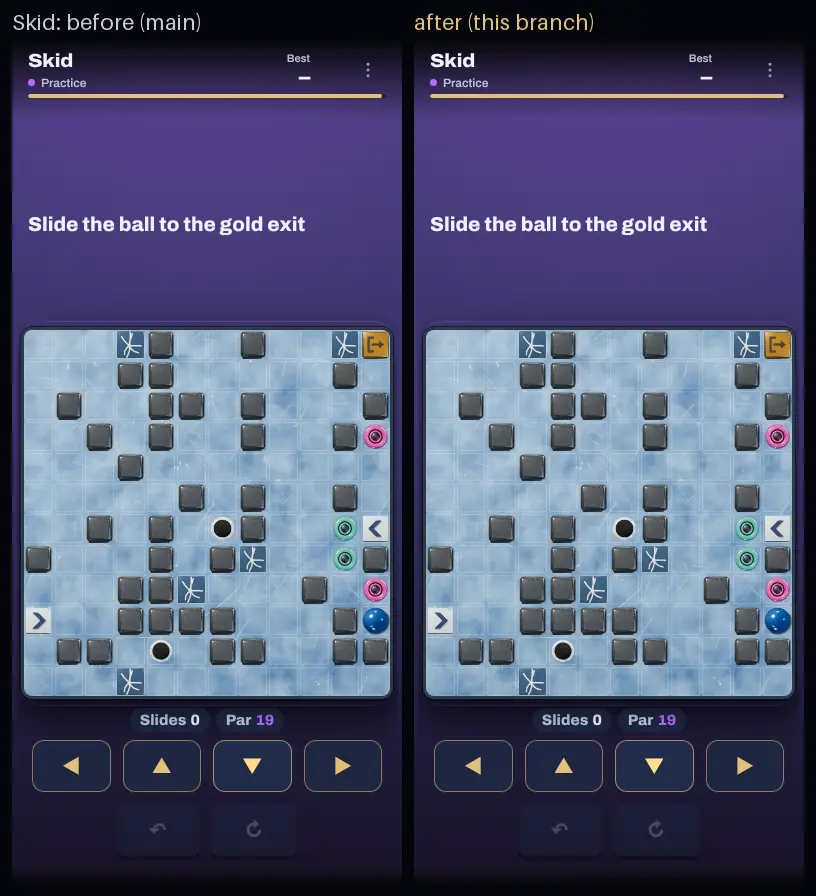 Skid: before (main)
Skid
Best
–
Practice
Slide the ball to the gold exit
Slides 0
Par 19
after (this branch)
Skid
Best
–
Practice
Slide the ball to the gold exit
Slides 0
Par 19